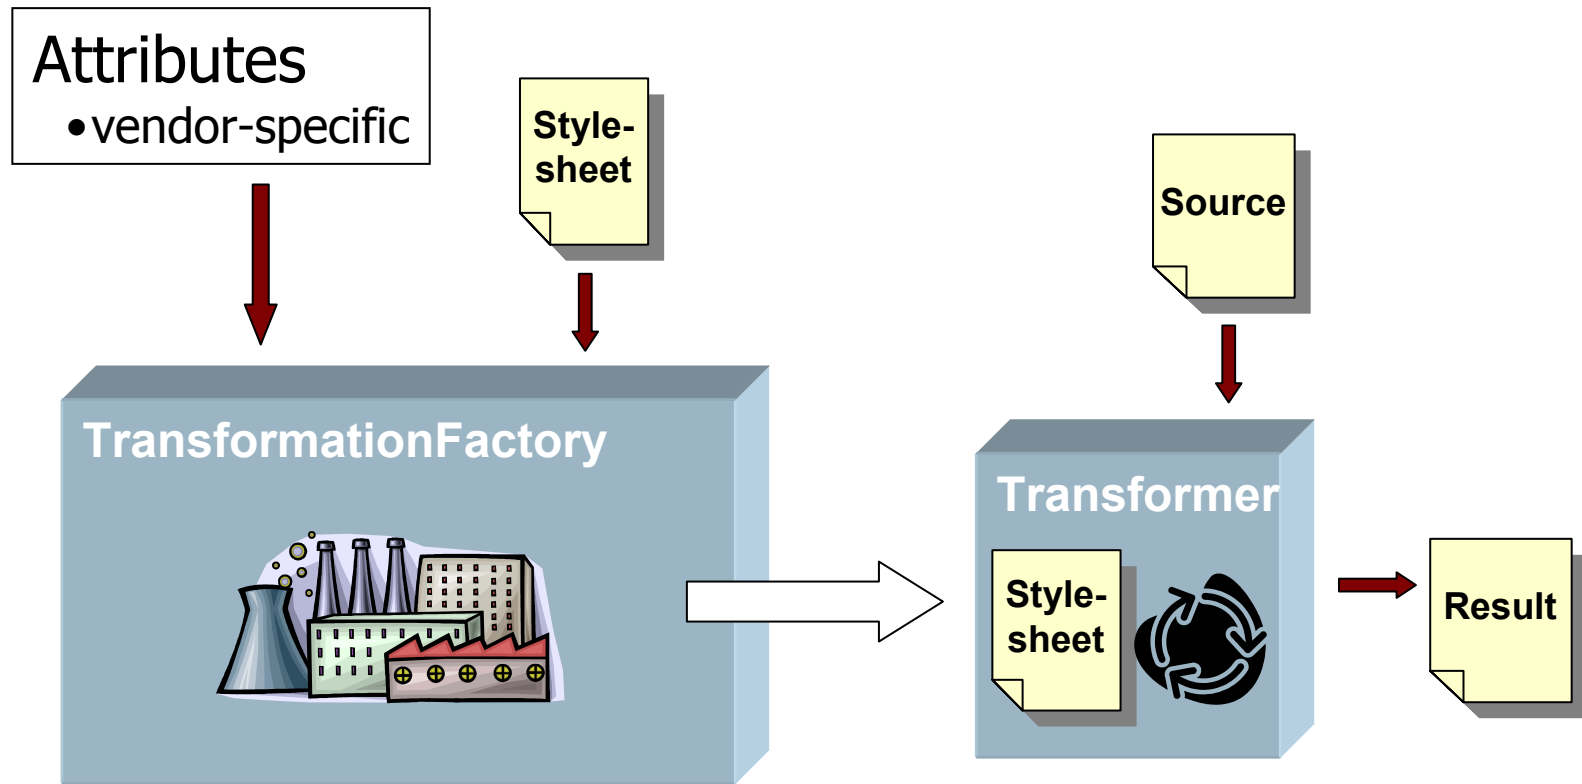 Attributes
•vendor-specific
Style-
sheet
Source
TransformationFactory
Transformer
Style-
sheet
Result